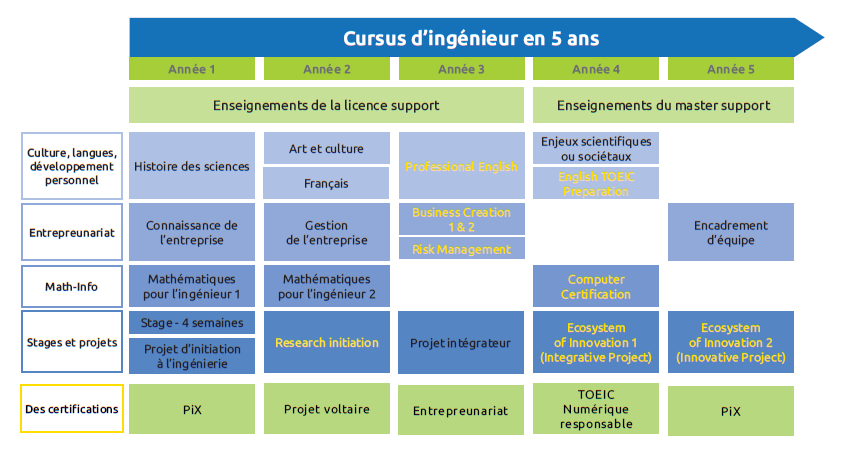 Cursus d'ingénieur en 5 ans
Année 1
Année 2
Année 3
Année 4
Année 5
Enseignements de la licence support
Enseignements du master support
Culture, langues,
développement
personnel
Histoire des sciences
Art et culture
Français
Professional English
Enjeux scientifiques
ou sociétaux
English TOEIC
Preparation
Entrepreunariat
Connaissance de
l'entreprise
Gestion
de l'entreprise
Business Creation
1 & 2
Risk Management
Encadrement
d'équipe
Math-Info
Mathématiques
pour l'ingénieur 1
Mathématiques
pour l'ingénieur 2
Computer
Certification
Stages et projets
Stage - 4 semaines
Projet d'initiation
à l'ingénierie
Research initiation
Projet intégrateur
Ecosystem
of Innovation 1
(Integrative Project)
Ecosystem
of Innovation 2
(Innovative Project)
Des certifications
PiX
Projet voltaire
Entrepreunariat
TOEIC
Numérique
responsable
PiX